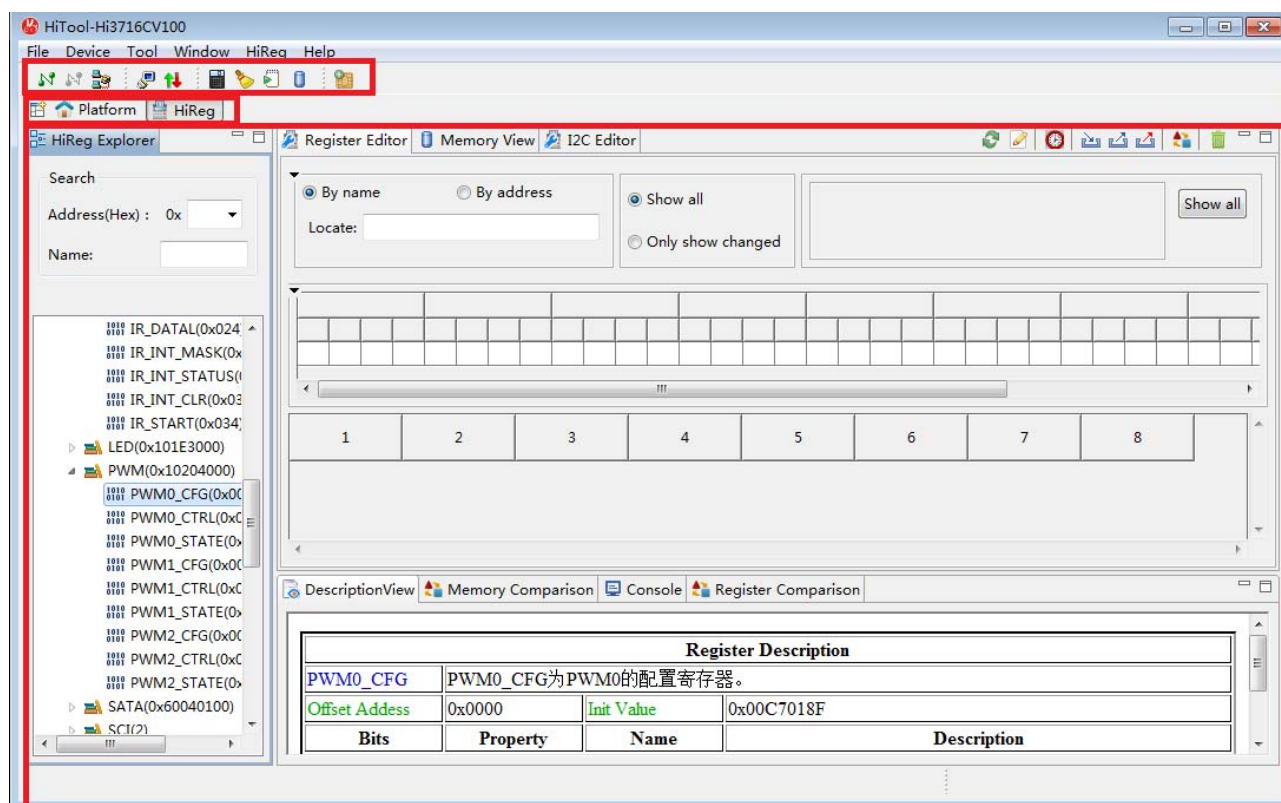 HiTool-Hi3716CV100
File Device Tool Window HiReg Help
Platform HiReg
HiReg Explorer
Register Editor Memory View I2C Editor
Search
Address(Hex) : 0x
Name:
By name By address
Locate:
Show all
Only show changed
Show all
IR_DATAL(0x024)
IR_INT_MASK(0x
IR_INT_STATUS(
IR_INT_CLR(0x03
IR_START(0x034)
LED(0x101E3000)
PWM(0x10204000)
PWM0_CFG(0x00
PWM0_CTRL(0x0
PWM0_STATE(0x
PWM1_CFG(0x00
PWM1_CTRL(0x0
PWM1_STATE(0x
PWM2_CFG(0x00
PWM2_CTRL(0x0
PWM2_STATE(0x
SATA(0x60040100)
SCI(2)
1 2 3 4 5 6 7 8
DescriptionView Memory Comparison Console Register Comparison
Register Description
PWM0_CFG PWM0_CFG为PWM0的配置寄存器。
Offset Addess 0x0000 Init Value 0x00C7018F
Bits Property Name Description